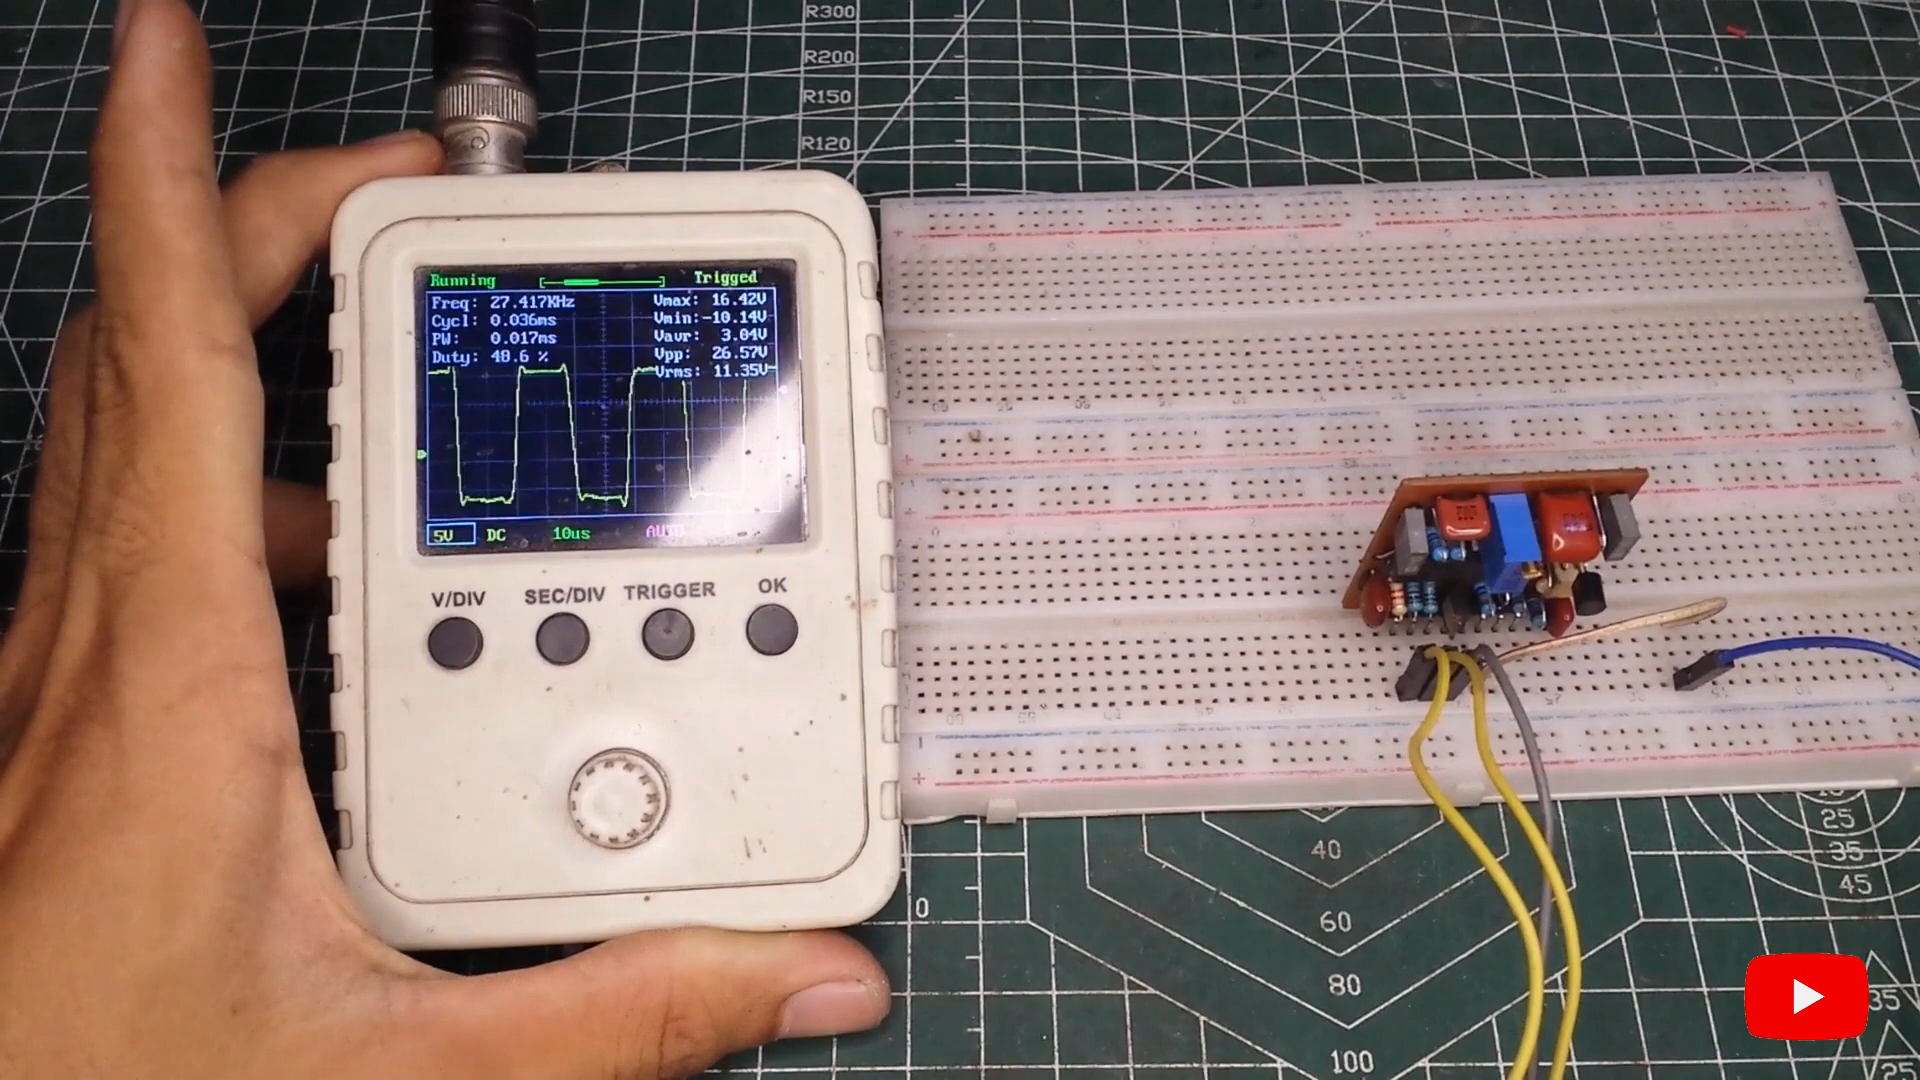 R300
R200
R150
R120
Running
Trigged
Freq: 27.417KHz
Cycl: 0.036ms
PW: 0.017ms
Duty: 48.6 %
Vmax: 16.42V
Vmin:-10.14V
Vavr: 3.04V
Vpp: 26.57V
Vrms: 11.35V
5V DC 10us
V/DIV SEC/DIV TRIGGER OK
0
40
60
80
100
25
35
45
35
25